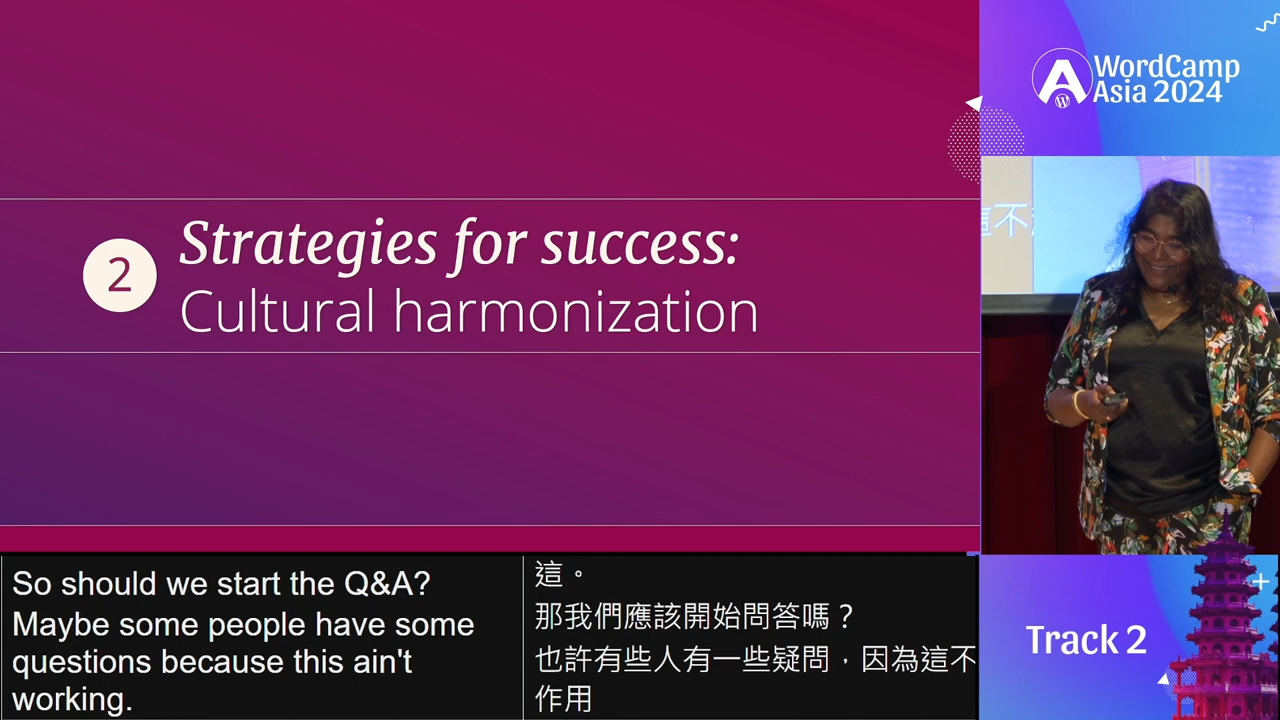 WordCamp
Asia 2024
2
Strategies for success:
Cultural harmonization
這不
So should we start the Q&A?
Maybe some people have some
questions because this ain't
working.
這。
那我們應該開始問答嗎？
也許有些人有一些疑問，因為這不
作用
Track 2